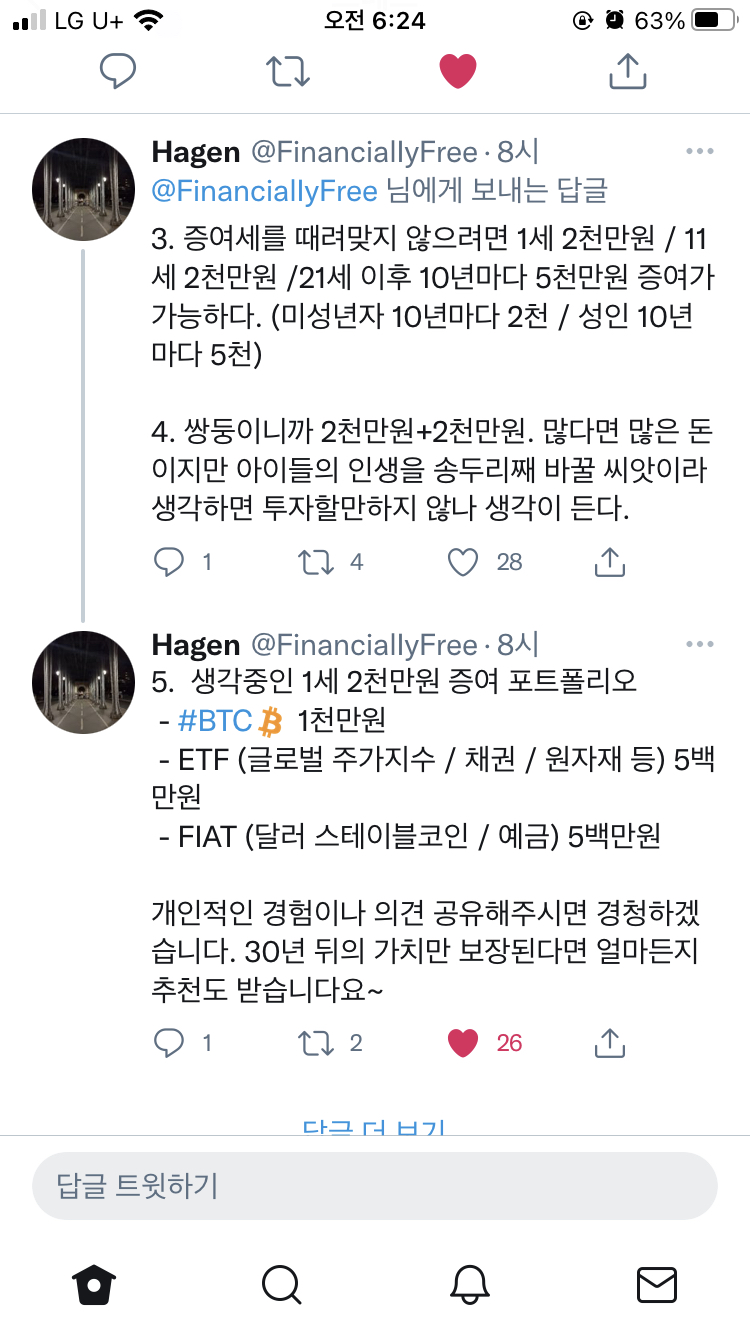 LG U+ 오전 6:24 63%
Hagen @FinanciallyFree · 8시
@FinanciallyFree 님에게 보내는 답글
3. 증여세를 때려맞지 않으려면 1세 2천만원 / 11
세 2천만원 /21세 이후 10년마다 5천만원 증여가
가능하다. (미성년자 10년마다 2천 / 성인 10년
마다 5천)
4. 쌍둥이니까 2천만원+2천만원. 많다면 많은 돈
이지만 아이들의 인생을 송두리째 바꿀 씨앗이라
생각하면 투자할만하지 않나 생각이 든다.
1 4 28
Hagen @FinanciallyFree · 8시
5. 생각중인 1세 2천만원 증여 포트폴리오
- #BTC 1천만원
- ETF (글로벌 주가지수 / 채권 / 원자재 등) 5백
만원
- FIAT (달러 스테이블코인 / 예금) 5백만원
개인적인 경험이나 의견 공유해주시면 경청하겠
습니다. 30년 뒤의 가치만 보장된다면 얼마든지
추천도 받습니다요~
1 2 26
답글 더 보기
답글 트윗하기